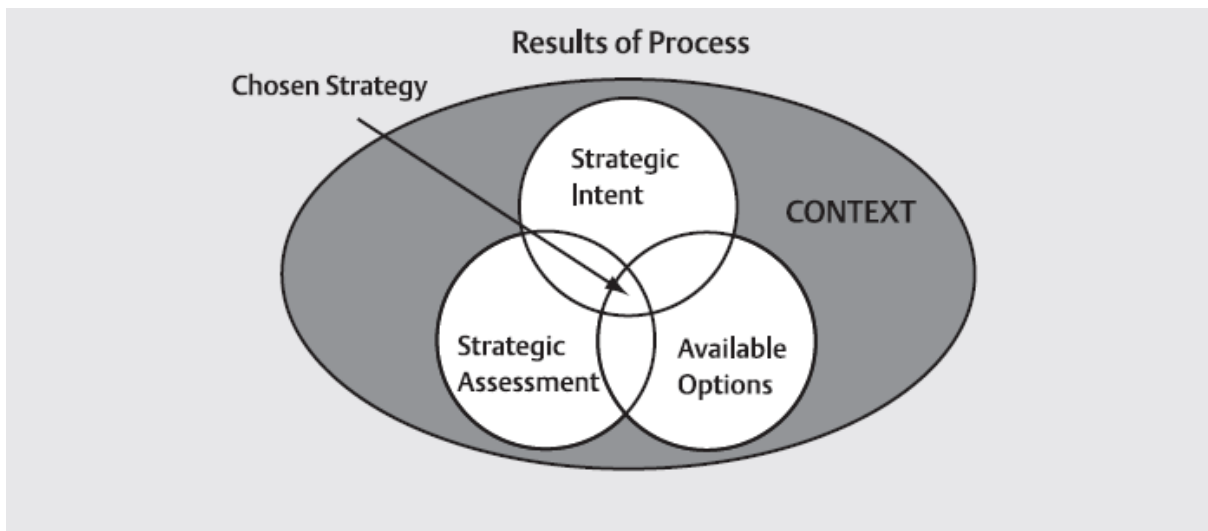 Results of Process
Chosen Strategy
Strategic
Intent
CONTEXT
Strategic
Assessment
Available
Options